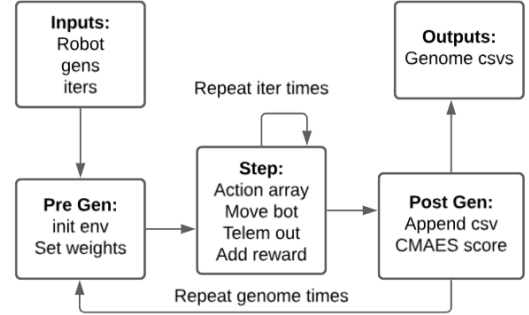 Inputs:
Robot
gens
iters
Outputs:
Genome csvs
Repeat iter times
Pre Gen:
init env
Set weights
Step:
Action array
Move bot
Telem out
Add reward
Post Gen:
Append csv
CMAES score
Repeat genome times